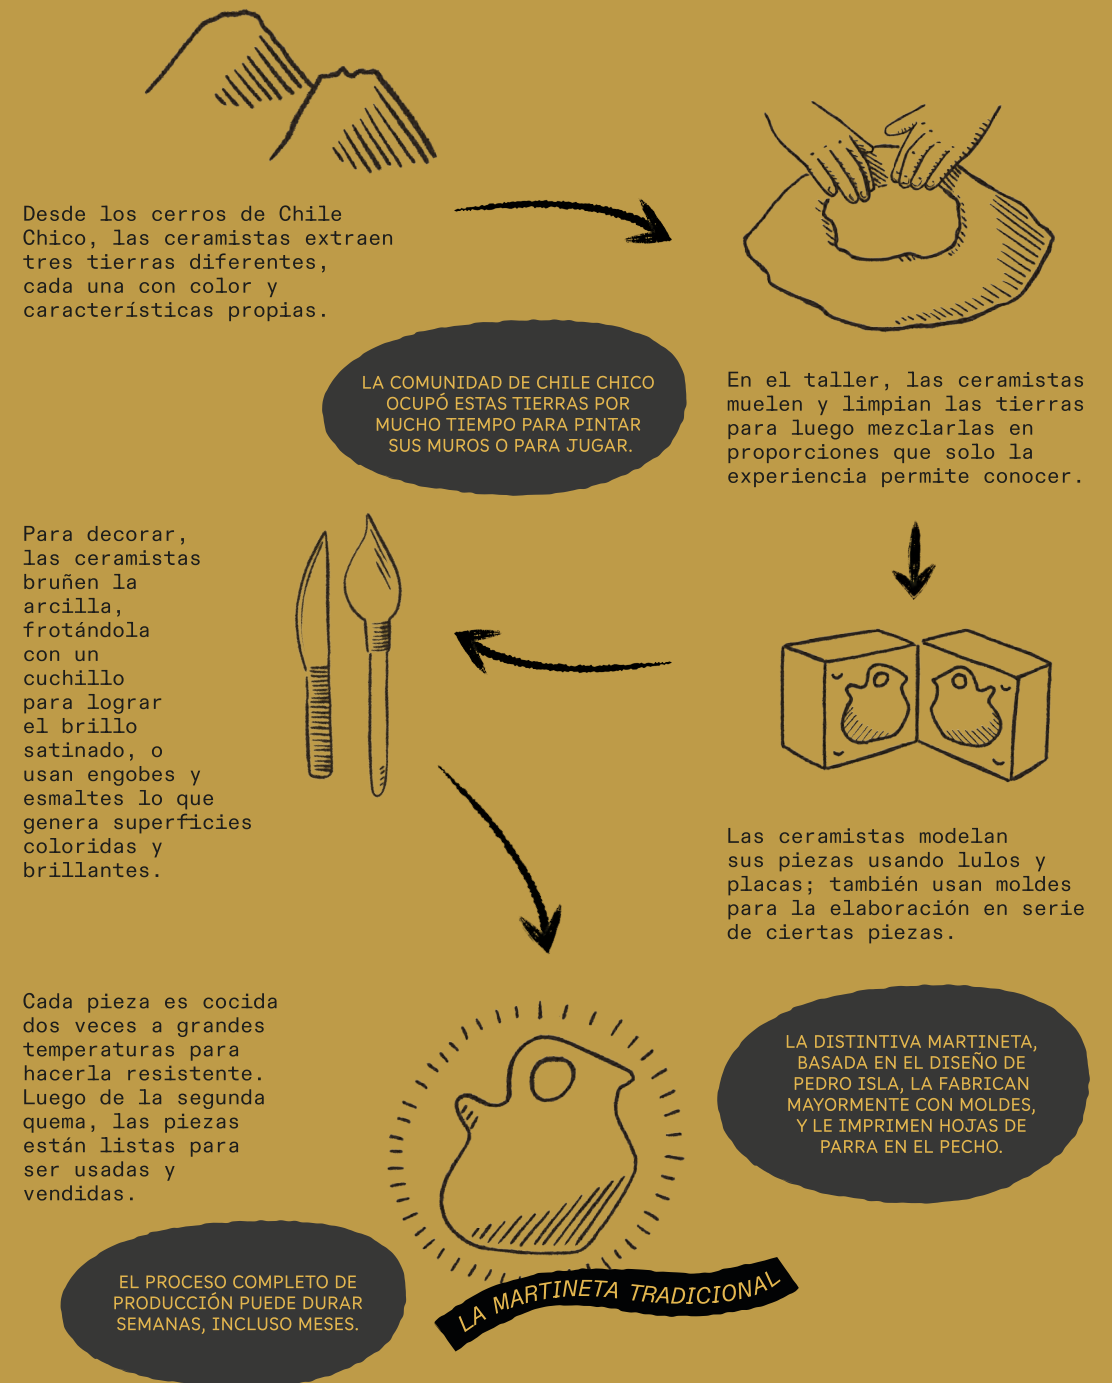 Desde los cerros de Chile
Chico, las ceramistas extraen
tres tierras diferentes,
cada una con color y
características propias.
LA COMUNIDAD DE CHILE CHICO
OCUPÓ ESTAS TIERRAS POR
MUCHO TIEMPO PARA PINTAR
SUS MUROS O PARA JUGAR.
En el taller, las ceramistas
muelen y limpian las tierras
para luego mezclarlas en
proporciones que solo la
experiencia permite conocer.
Las ceramistas modelan
sus piezas usando lulos y
placas; también usan moldes
para la elaboración en serie
de ciertas piezas.
LA DISTINTIVA MARTINETA,
BASADA EN EL DISEÑO DE
PEDRO ISLA, LA FABRICAN
MAYORMENTE CON MOLDES,
Y LE IMPRIMEN HOJAS DE
PARRA EN EL PECHO.
Para decorar,
las ceramistas
bruñen la
arcilla,
frotándola
con un
cuchillo
para lograr
el brillo
satinado, o
usan engobes y
esmaltes lo que
genera superficies
coloridas y
brillantes.
Cada pieza es cocida
dos veces a grandes
temperaturas para
hacerla resistente.
Luego de la segunda
quema, las piezas
están listas para
ser usadas y
vendidas.
EL PROCESO COMPLETO DE
PRODUCCIÓN PUEDE DURAR
SEMANAS, INCLUSO MESES.
LA MARTINETA TRADICIONAL